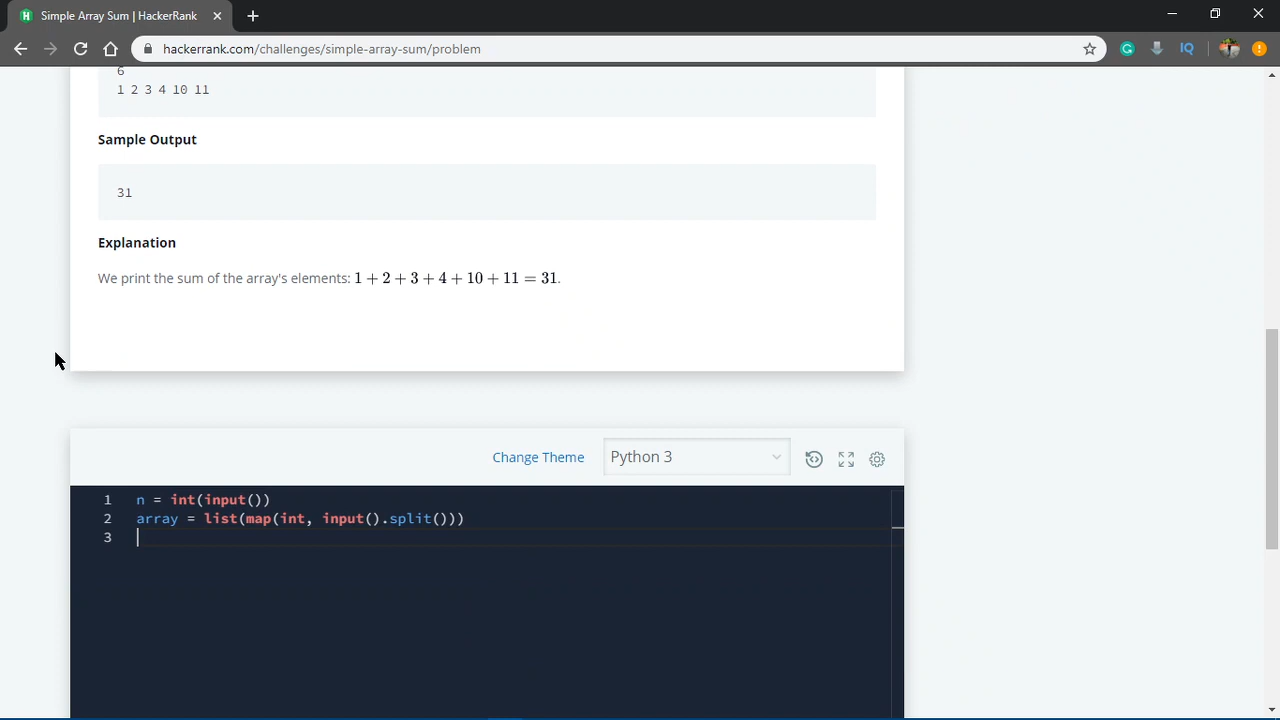 Simple Array Sum | HackerRank
hackerrank.com/challenges/simple-array-sum/problem
6
1 2 3 4 10 11
Sample Output
31
Explanation
We print the sum of the array's elements: 1 + 2 + 3 + 4 + 10 + 11 = 31.
Change Theme
Python 3
1 n = int(input())
2 array = list(map(int, input().split()))
3